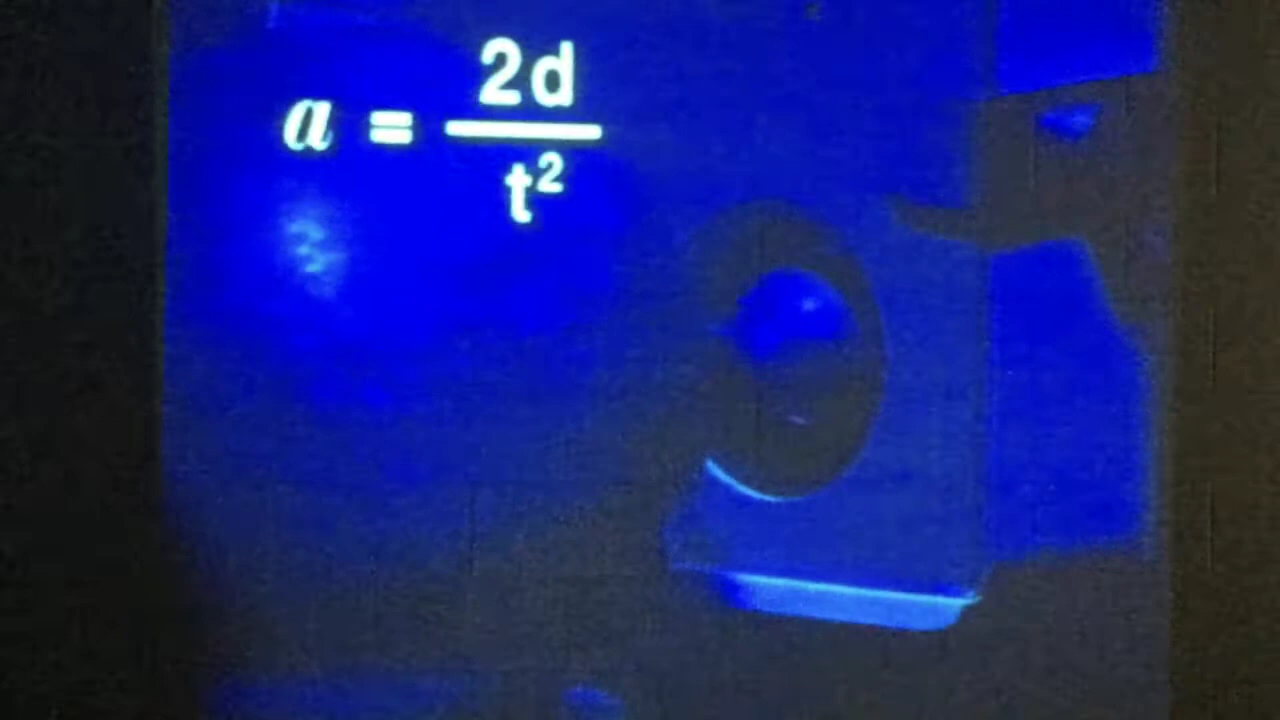 a = 2d / t²